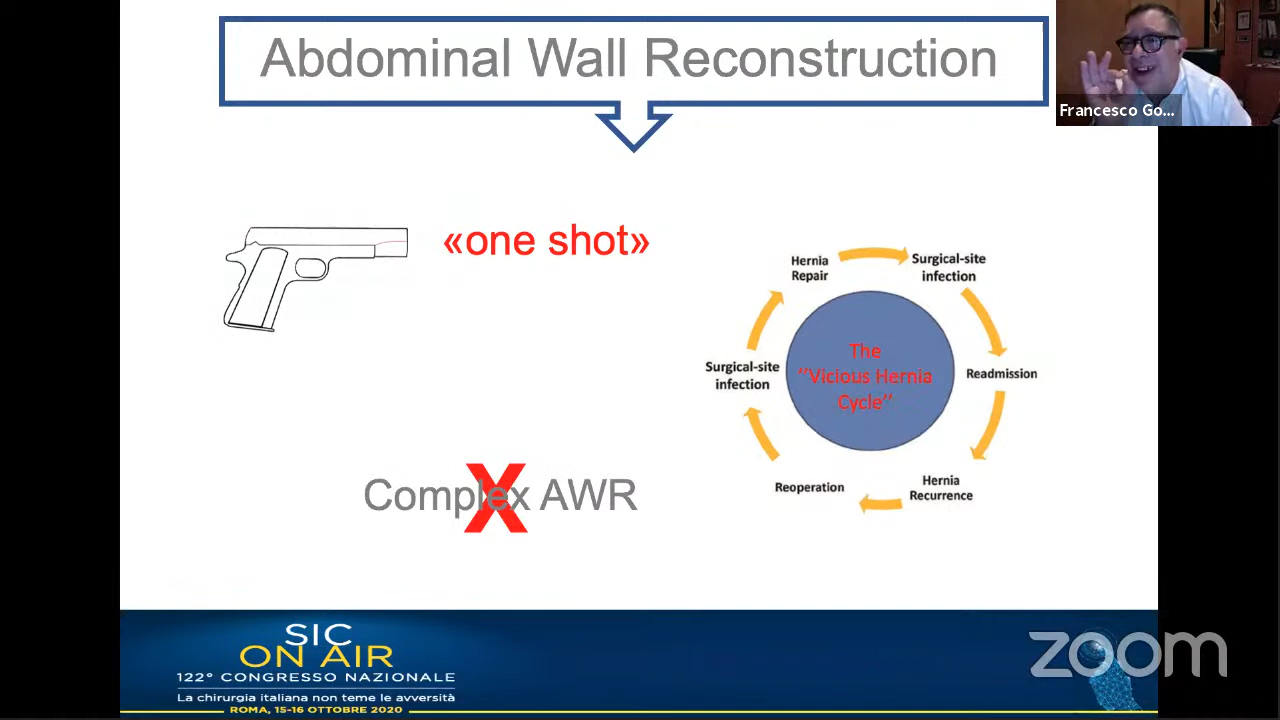 Abdominal Wall Reconstruction
Francesco Go...
«one shot»
Hernia
Repair
Surgical-site
infection
Readmission
Hernia
Recurrence
Reoperation
Surgical-site
infection
The
"Vicious Hernia
Cycle"
Complex AWR
X
SIC
ON AIR
122° CONGRESSO NAZIONALE
La chirurgia italiana non teme le avversità
ROMA, 15-16 OTTOBRE 2020
zoom